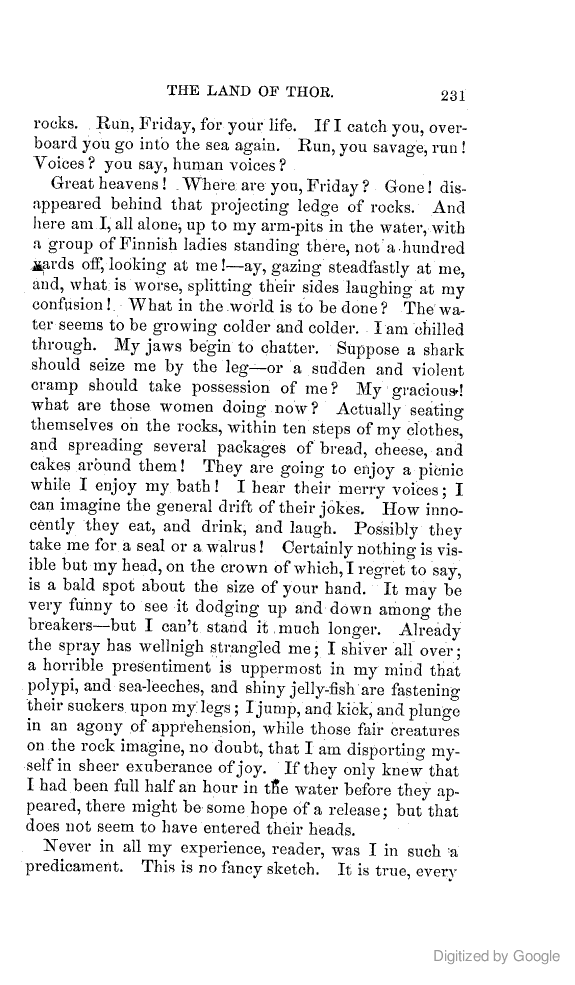 THE LAND OF THOR. 231
rocks. Run, Friday, for your life. If I catch you, over-
board you go into the sea again. Run, you savage, run!
Voices? you say, human voices?
Great heavens! Where are you, Friday? Gone! dis-
appeared behind that projecting ledge of rocks. And
here am I, all alone, up to my arm-pits in the water, with
a group of Finnish ladies standing there, not a hundred
yards off, looking at me!—ay, gazing steadfastly at me,
and, what is worse, splitting their sides laughing at my
confusion! What in the world is to be done? The wa-
ter seems to be growing colder and colder. I am chilled
through. My jaws begin to chatter. Suppose a shark
should seize me by the leg—or a sudden and violent
cramp should take possession of me? My gracious!
what are those women doing now? Actually seating
themselves on the rocks, within ten steps of my clothes,
and spreading several packages of bread, cheese, and
cakes around them! They are going to enjoy a picnic
while I enjoy my bath! I hear their merry voices; I
can imagine the general drift of their jokes. How inno-
cently they eat, and drink, and laugh. Possibly they
take me for a seal or a walrus! Certainly nothing is vis-
ible but my head, on the crown of which, I regret to say,
is a bald spot about the size of your hand. It may be
very funny to see it dodging up and down among the
breakers—but I can't stand it much longer. Already
the spray has wellnigh strangled me; I shiver all over;
a horrible presentiment is uppermost in my mind that
polypi, and sea-leeches, and shiny jelly-fish are fastening
their suckers upon my legs; I jump, and kick, and plunge
in an agony of apprehension, while those fair creatures
on the rock imagine, no doubt, that I am disporting my-
self in sheer exuberance of joy. If they only knew that
I had been full half an hour in the water before they ap-
peared, there might be some hope of a release; but that
does not seem to have entered their heads.
Never in all my experience, reader, was I in such a
predicament. This is no fancy sketch. It is true, every
Digitized by Google